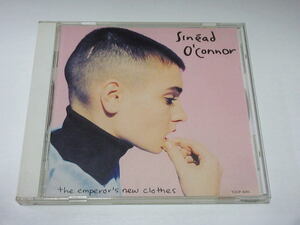 Sinéad
O'Connor
the emperor's new clothes